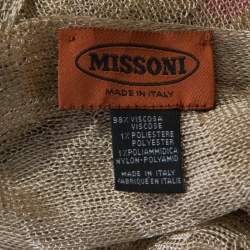 MISSONI
MADE IN ITALY
98% VISCOSA
VISCOSE
1% POLIESTERE
POLYESTER
1% POLIAMMIDICA
NYLON-POLYAMID
MADE IN ITALY
FABRIQUE EN ITALIE